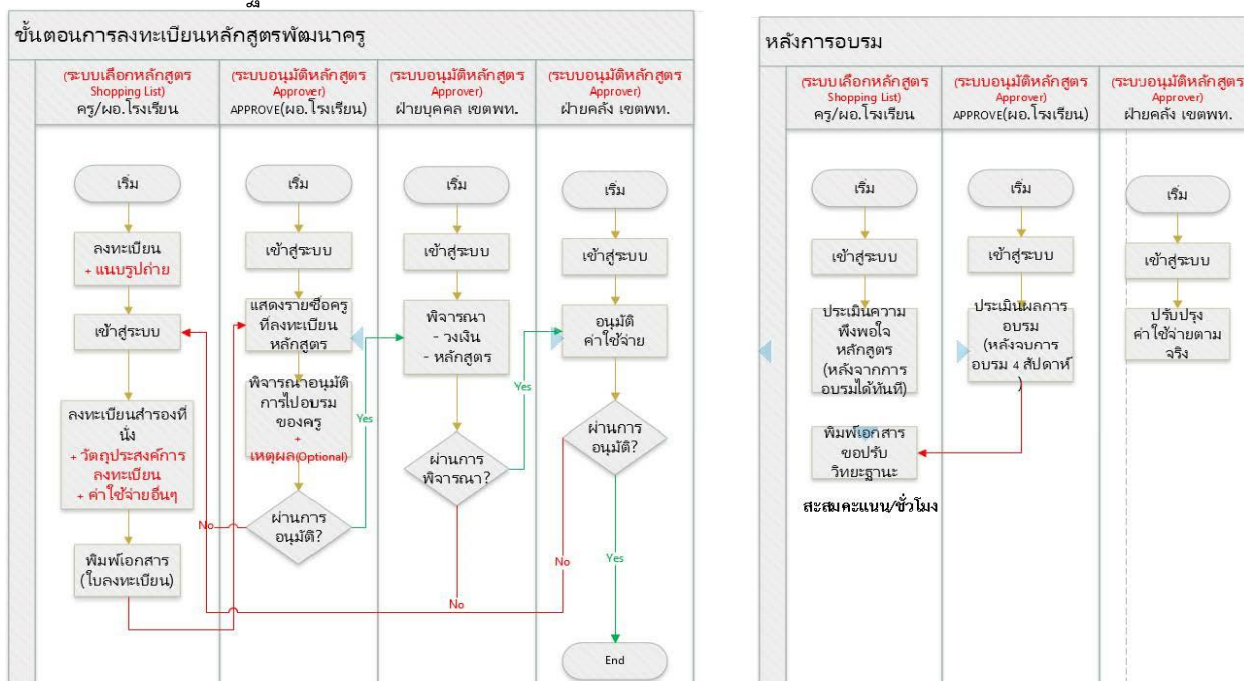 ขั้นตอนการลงทะเบียนหลักสูตรพัฒนาครู
(ระบบเลือกหลักสูตร
Shopping List)
ครู/ผอ.โรงเรียน
(ระบบอนุมัติหลักสูตร
Approver)
APPROVE(ผอ.โรงเรียน)
(ระบบอนุมัติหลักสูตร
Approver)
ฝ่ายบุคคล เขตพท.
(ระบบอนุมัติหลักสูตร
Approver)
ฝ่ายคลัง เขตพท.
เริ่ม
ลงทะเบียน
+ แนบรูปถ่าย
เข้าสู่ระบบ
ลงทะเบียนสำรองที่
นั่ง
+ วัตถุประสงค์การ
ลงทะเบียน
+ ค่าใช้จ่ายอื่นๆ
พิมพ์เอกสาร
(ใบลงทะเบียน)
เริ่ม
เข้าสู่ระบบ
แสดงรายชื่อครู
ที่ลงทะเบียน
หลักสูตร
พิจารณาอนุมัติ
การไปอบรม
ของครู
+
เหตุผล(Optional)
ผ่านการ
อนุมัติ?
No
Yes
เริ่ม
เข้าสู่ระบบ
พิจารณา
- วงเงิน
- หลักสูตร
ผ่านการ
พิจารณา?
Yes
No
เริ่ม
เข้าสู่ระบบ
อนุมัติ
ค่าใช้จ่าย
ผ่านการ
อนุมัติ?
No
Yes
End
หลังการอบรม
(ระบบเลือกหลักสูตร
Shopping List)
ครู/ผอ.โรงเรียน
(ระบบอนุมัติหลักสูตร
Approver)
APPROVE(ผอ.โรงเรียน)
(ระบบอนุมัติหลักสูตร
Approver)
ฝ่ายคลัง เขตพท.
เริ่ม
เข้าสู่ระบบ
ประเมินความ
พึงพอใจ
หลักสูตร
(หลังจากการ
อบรมได้ทันที)
พิมพ์เอกสาร
ขอปรับ
วิทยะฐานะ
สะสมคะแนน/ชั่วโมง
เริ่ม
เข้าสู่ระบบ
ประเมินผลการ
อบรม
(หลังจบการ
อบรม 4 สัปดาห์
)
เริ่ม
เข้าสู่ระบบ
ปรับปรุง
ค่าใช้จ่ายตาม
จริง